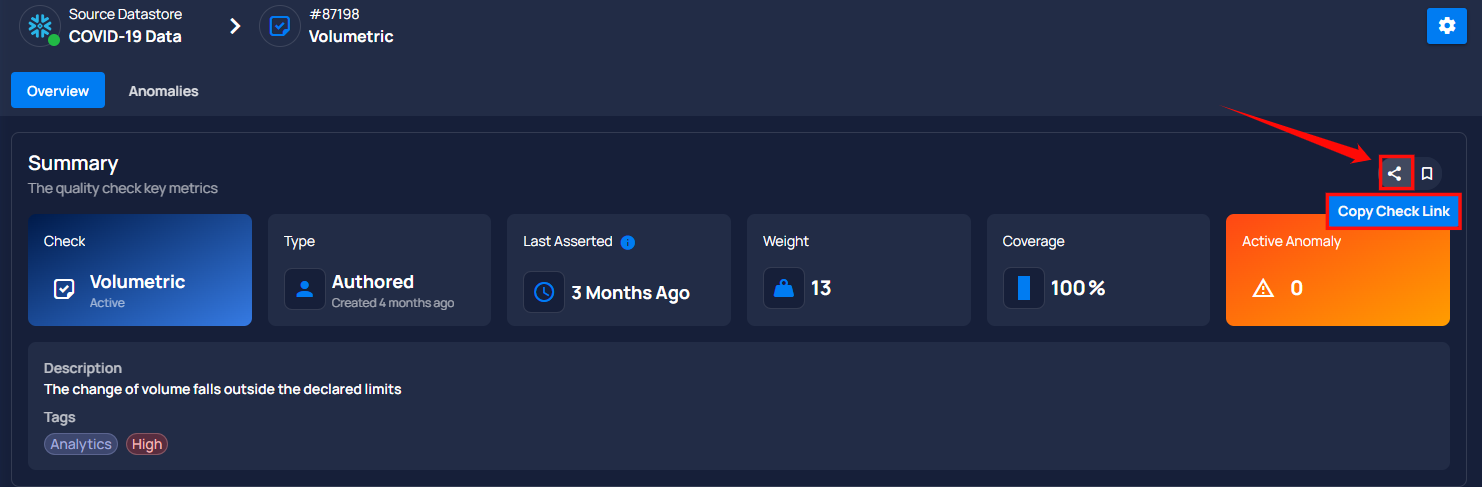 Source Datastore
COVID-19 Data
#87198
Volumetric
Overview
Anomalies
Summary
The quality check key metrics
Copy Check Link
Check
Volumetric
Active
Type
Authored
Created 4 months ago
Last Asserted
3 Months Ago
Weight
13
Coverage
100%
Active Anomaly
0
Description
The change of volume falls outside the declared limits
Tags
Analytics
High